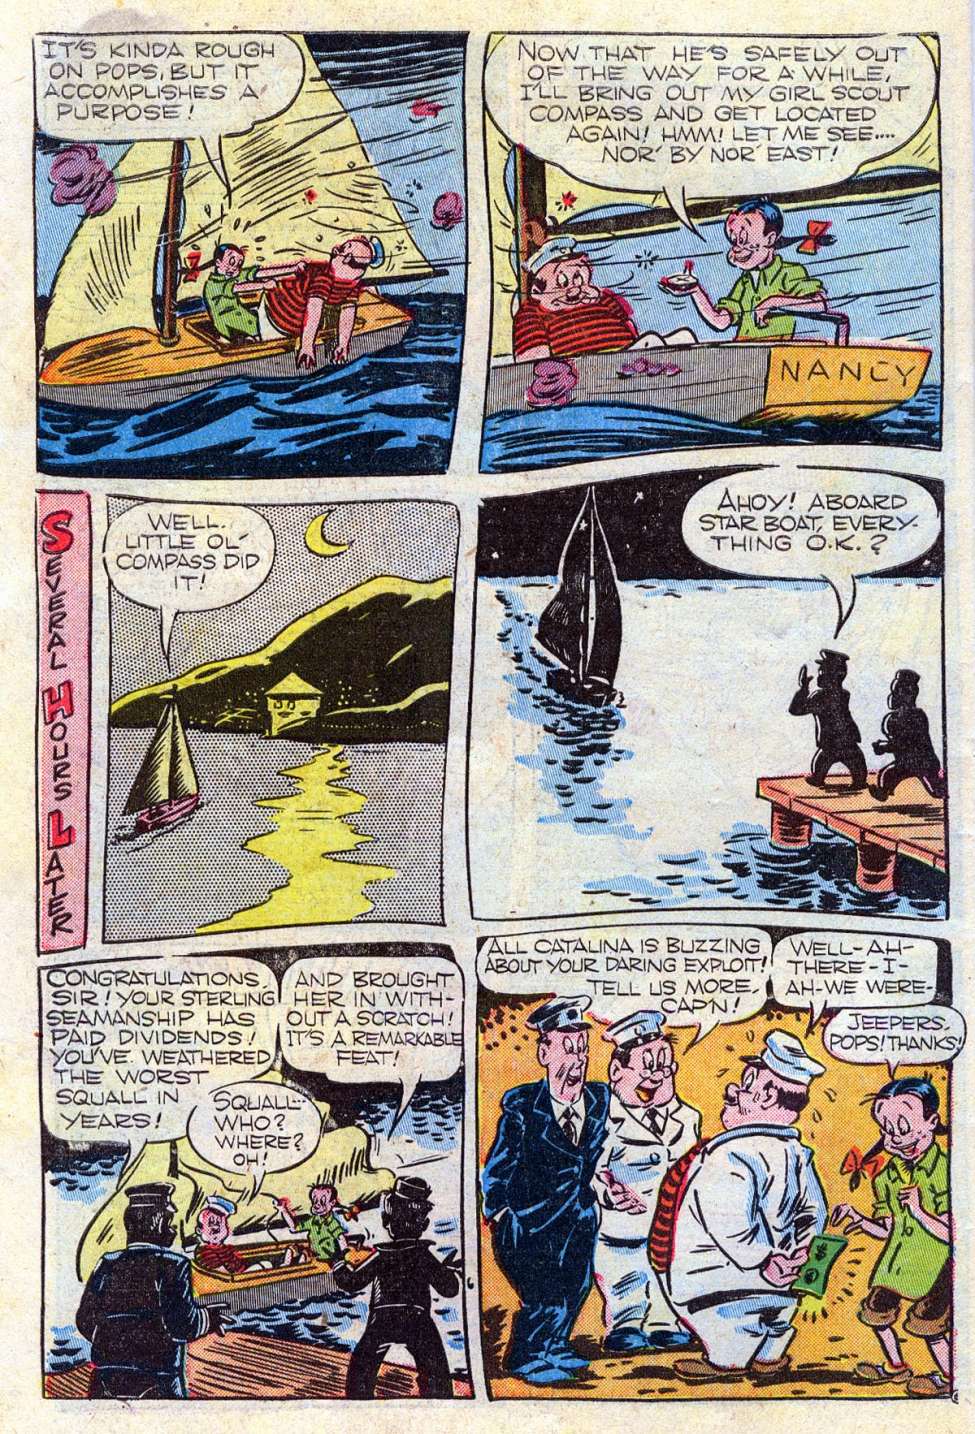 IT'S KINDA ROUGH
ON POPS, BUT IT
ACCOMPLISHES A
PURPOSE!
NOW THAT HE'S SAFELY OUT
OF THE WAY FOR A WHILE,
I'LL BRING OUT MY GIRL SCOUT
COMPASS AND GET LOCATED
AGAIN! HMM! LET ME SEE....
NOR' BY NOR' EAST!
NANCY
SEVERAL HOURS LATER
WELL.
LITTLE OL'
COMPASS DID
IT!
AHOY! ABOARD
STAR BOAT, EVERY-
THING O.K.?
CONGRATULATIONS,
SIR! YOUR STERLING
SEAMANSHIP HAS
PAID DIVIDENDS!
YOU'VE WEATHERED
THE WORST
SQUALL IN
YEARS!
SQUALL--
WHO?
WHERE?
OH!
AND BROUGHT
HER IN WITH-
OUT A SCRATCH!
IT'S A REMARKABLE
FEAT!
ALL CATALINA IS BUZZING
ABOUT YOUR DARING EXPLOIT!
TELL US MORE,
CAP'N!
WELL-AH-
THERE-I-
AH-WE WERE-
JEEPERS,
POPS! THANKS!
$